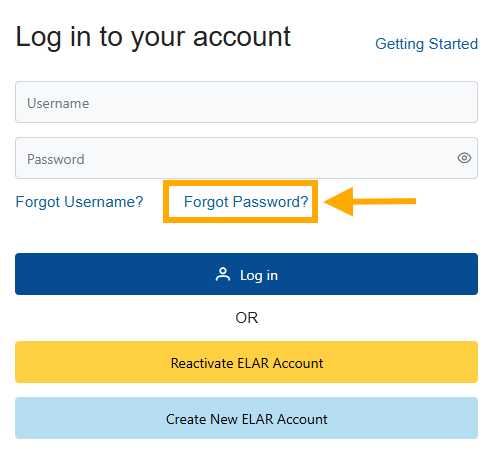 Log in to your account
Getting Started
Username
Password
Forgot Username?
Forgot Password?
Log in
OR
Reactivate ELAR Account
Create New ELAR Account